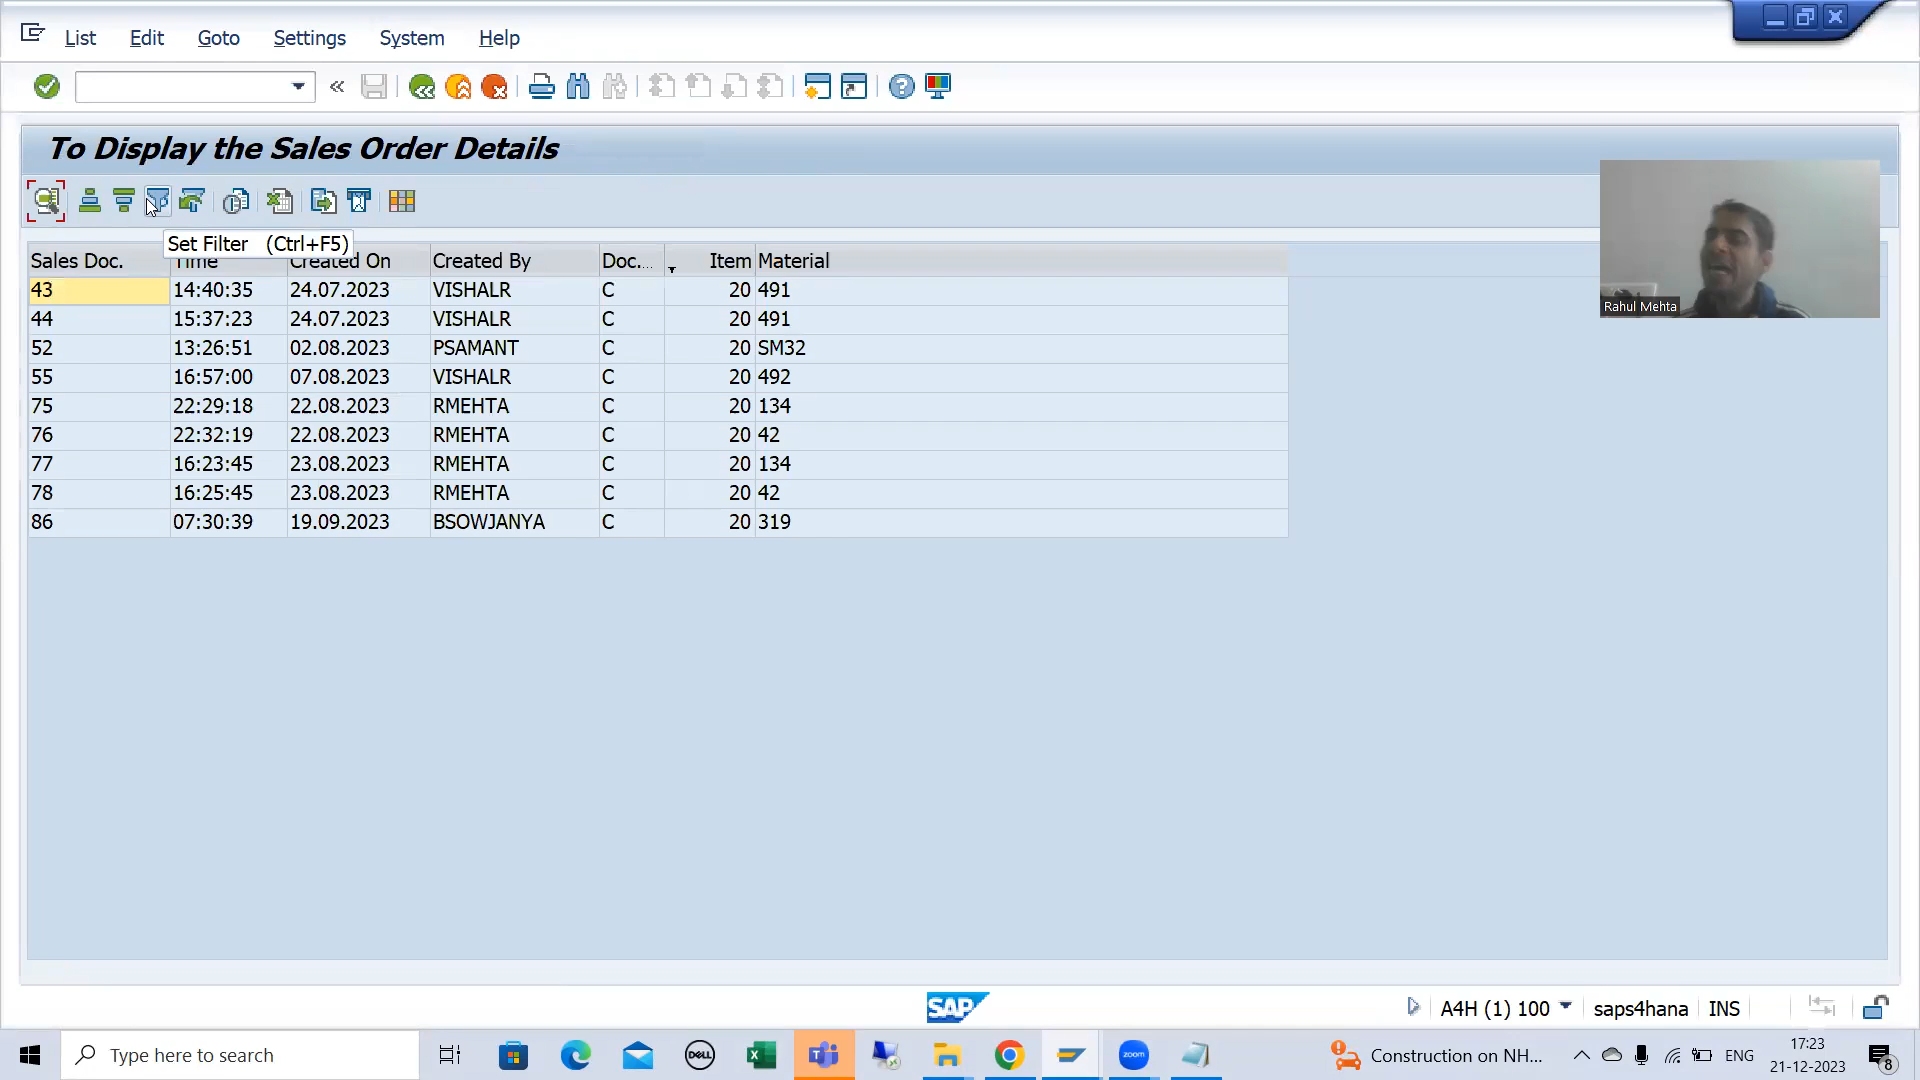 List Edit Goto Settings System Help
To Display the Sales Order Details
Set Filter (Ctrl+F5)
Sales Doc. Time Created On Created By Doc.... Item Material
43 14:40:35 24.07.2023 VISHALR C 20 491
44 15:37:23 24.07.2023 VISHALR C 20 491
52 13:26:51 02.08.2023 PSAMANT C 20 SM32
55 16:57:00 07.08.2023 VISHALR C 20 492
75 22:29:18 22.08.2023 RMEHTA C 20 134
76 22:32:19 22.08.2023 RMEHTA C 20 42
77 16:23:45 23.08.2023 RMEHTA C 20 134
78 16:25:45 23.08.2023 RMEHTA C 20 42
86 07:30:39 19.09.2023 BSOWJANYA C 20 319
Rahul Mehta
SAP
A4H (1) 100 saps4hana INS
Type here to search
DELL
zoom
Construction on NH...
ENG
17:23
21-12-2023
8